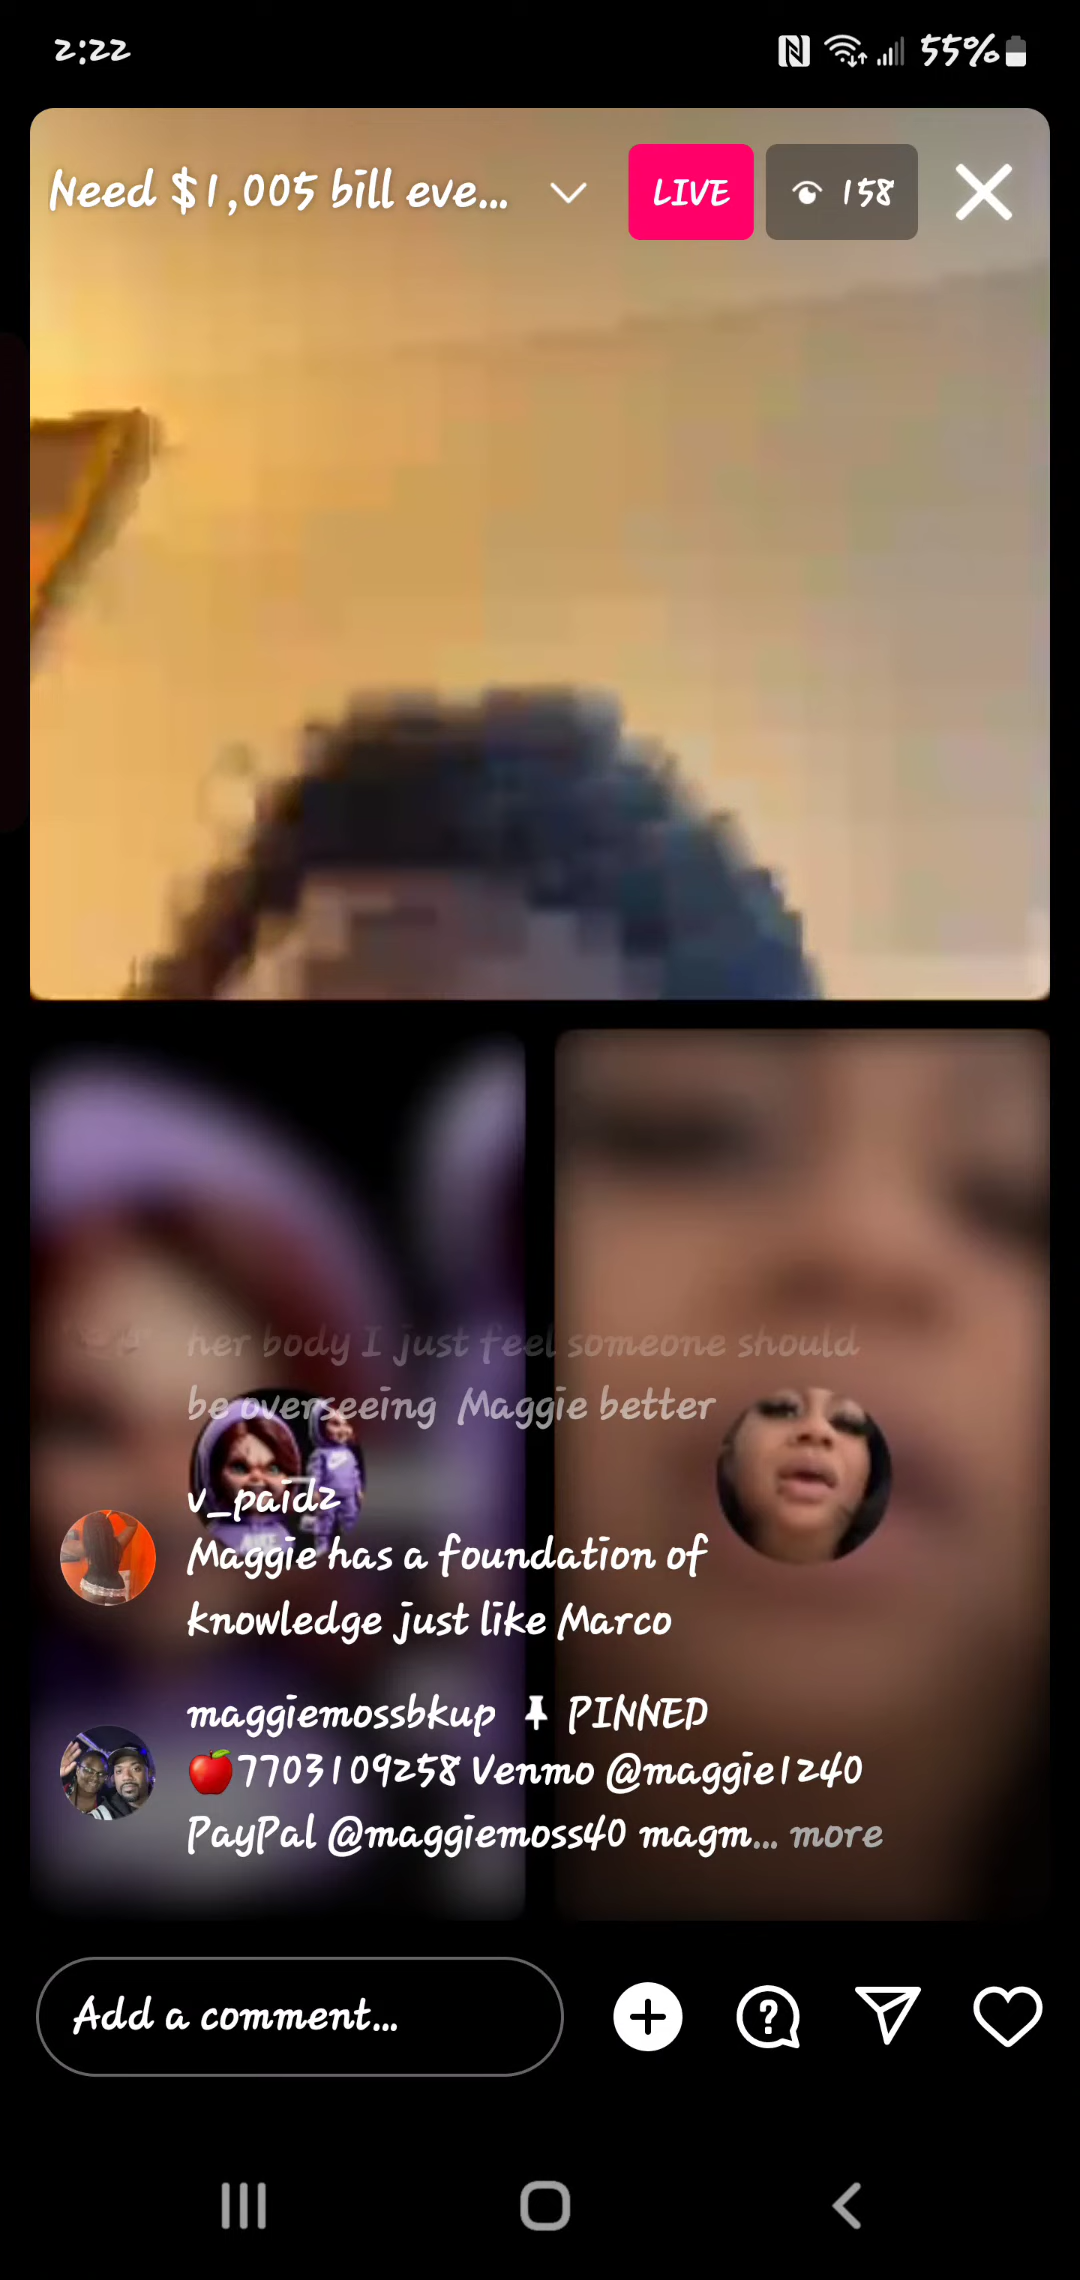 2:22
55%
Need $1,005 bill eve...
LIVE
158
her body I just feel someone should
be overseeing Maggie better
v_paidz
Maggie has a foundation of
knowledge just like Marco
maggiemossbkup PINNED
🍎7703109258 Venmo @maggie1240
PayPal @maggiemoss40 magm... more
Add a comment...